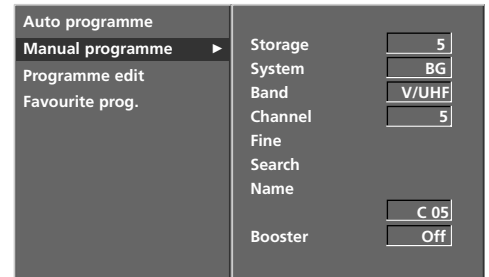 Auto programme
Manual programme ►
Programme edit
Favourite prog.
Storage 5
System BG
Band V/UHF
Channel 5
Fine
Search
Name
C 05
Booster Off